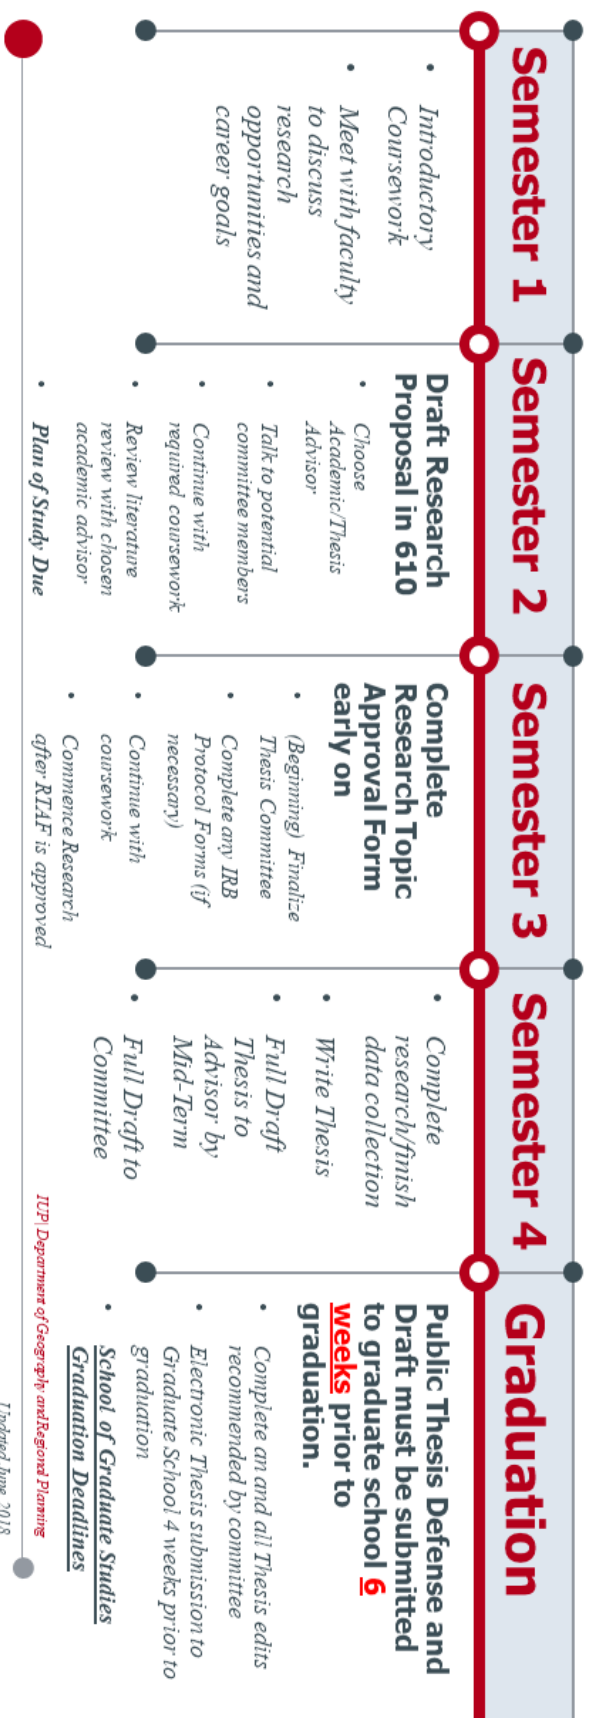 Semester 1
Introductory
Coursework
Meet with faculty
to discuss
research
opportunities and
career goals
Semester 2
Draft Research
Proposal in 610
Choose
Academic/Thesis
Advisor
Talk to potential
committee members
Continue with
required coursework
Review literature
review with chosen
academic advisor
Plan of Study Due
Semester 3
Complete
Research Topic
Approval Form
early on
(Beginning) Finalize
Thesis Committee
Complete any IRB
Protocol Forms (if
necessary)
Continue with
coursework
Commence Research
after RTAF is approved
Semester 4
Complete
research/finish
data collection
Write Thesis
Full Draft
Thesis to
Advisor by
Mid-Term
Full Draft to
Committee
Graduation
Public Thesis Defense and
Draft must be submitted
to graduate school 6
weeks prior to
graduation.
Complete an and all Thesis edits
recommended by committee
Electronic Thesis submission to
Graduate School 4 weeks prior to
graduation
School of Graduate Studies
Graduation Deadlines
IUP| Department of Geography and Regional Planning
Updated June 2018